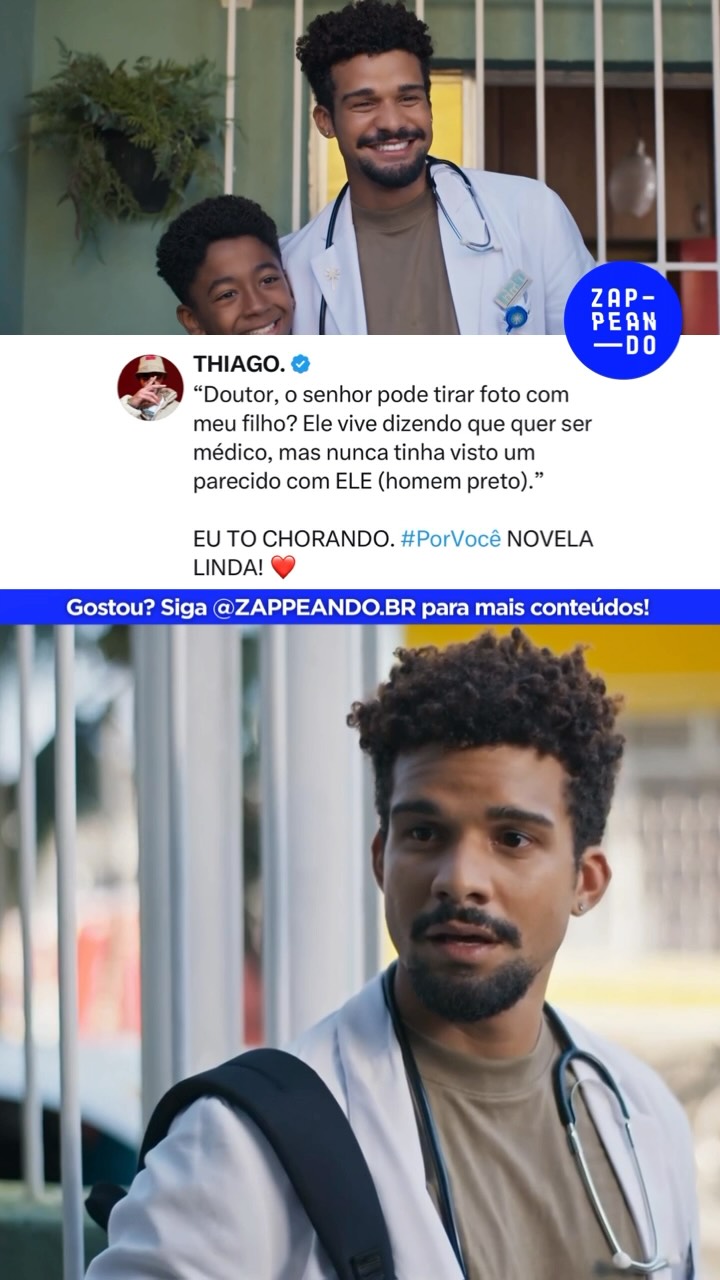 ZAP-
PEAN
—DO
THIAGO.
“Doutor, o senhor pode tirar foto com
meu filho? Ele vive dizendo que quer ser
médico, mas nunca tinha visto um
parecido com ELE (homem preto).”
EU TO CHORANDO. #PorVocê NOVELA
LINDA! ❤️
Gostou? Siga @ZAPPEANDO.BR para mais conteúdos!